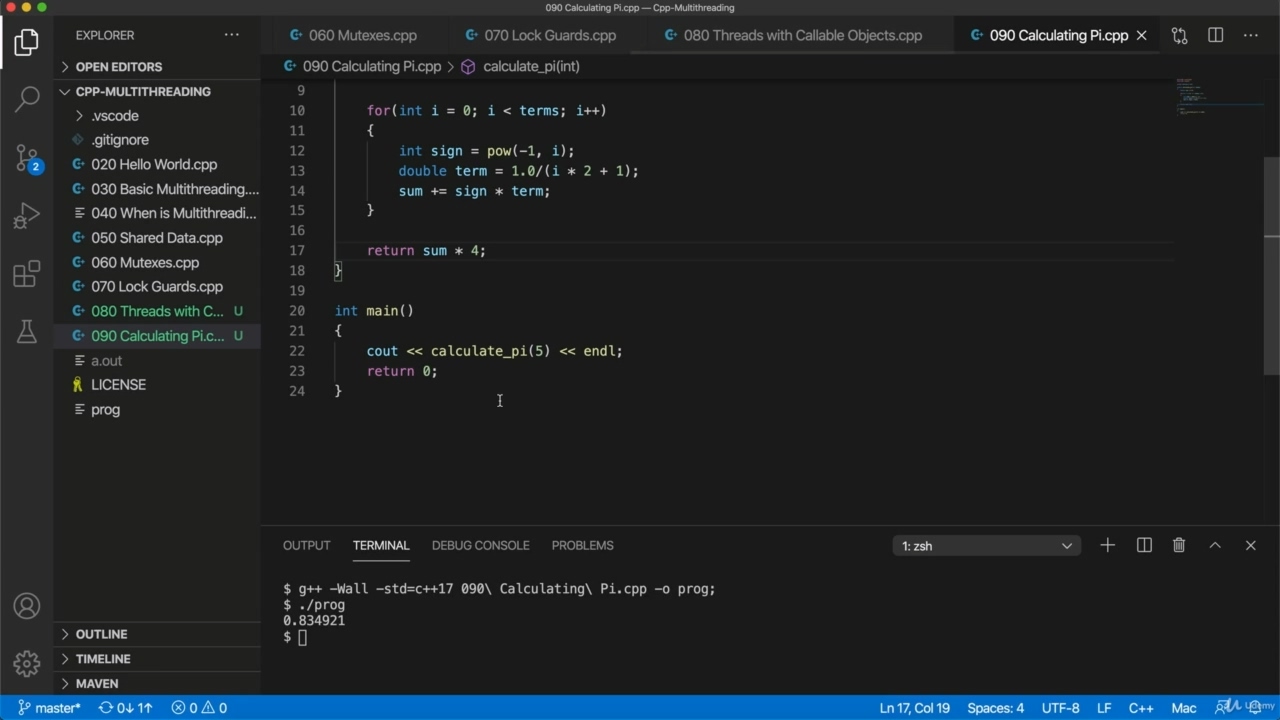 090 Calculating Pi.cpp — Cpp-Multithreading
EXPLORER
060 Mutexes.cpp
070 Lock Guards.cpp
080 Threads with Callable Objects.cpp
090 Calculating Pi.cpp
OPEN EDITORS
090 Calculating Pi.cpp > calculate_pi(int)
CPP-MULTITHREADING
.vscode
.gitignore
020 Hello World.cpp
030 Basic Multithreading....
040 When is Multithreadi...
050 Shared Data.cpp
060 Mutexes.cpp
070 Lock Guards.cpp
080 Threads with C... U
090 Calculating Pi.c... U
a.out
LICENSE
prog
OUTLINE
TIMELINE
MAVEN
9
10 for(int i = 0; i < terms; i++)
11 {
12 int sign = pow(-1, i);
13 double term = 1.0/(i * 2 + 1);
14 sum += sign * term;
15 }
16
17 return sum * 4;
18 }
19
20 int main()
21 {
22 cout << calculate_pi(5) << endl;
23 return 0;
24 }
OUTPUT TERMINAL DEBUG CONSOLE PROBLEMS 1: zsh
$ g++ -Wall -std=c++17 090\ Calculating\ Pi.cpp -o prog;
$ ./prog
0.834921
$
2
master* 0↓ 1↑ 0 0 Ln 17, Col 19 Spaces: 4 UTF-8 LF C++ Mac
Udemy